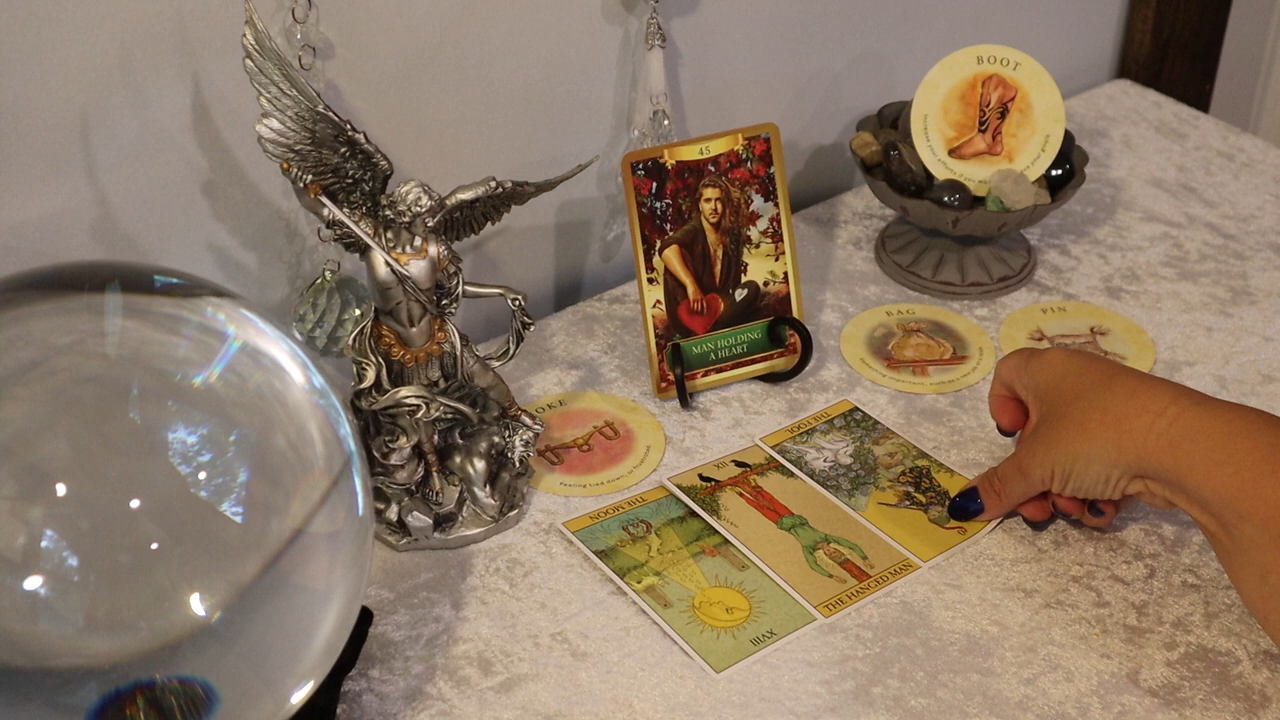 BOOT
45
MAN HOLDING
A HEART
BAG
PIN
OKE
Feeling tied down, or frustrated
THE FOOL
0
XII
THE HANGED MAN
THE MOON
XVIII